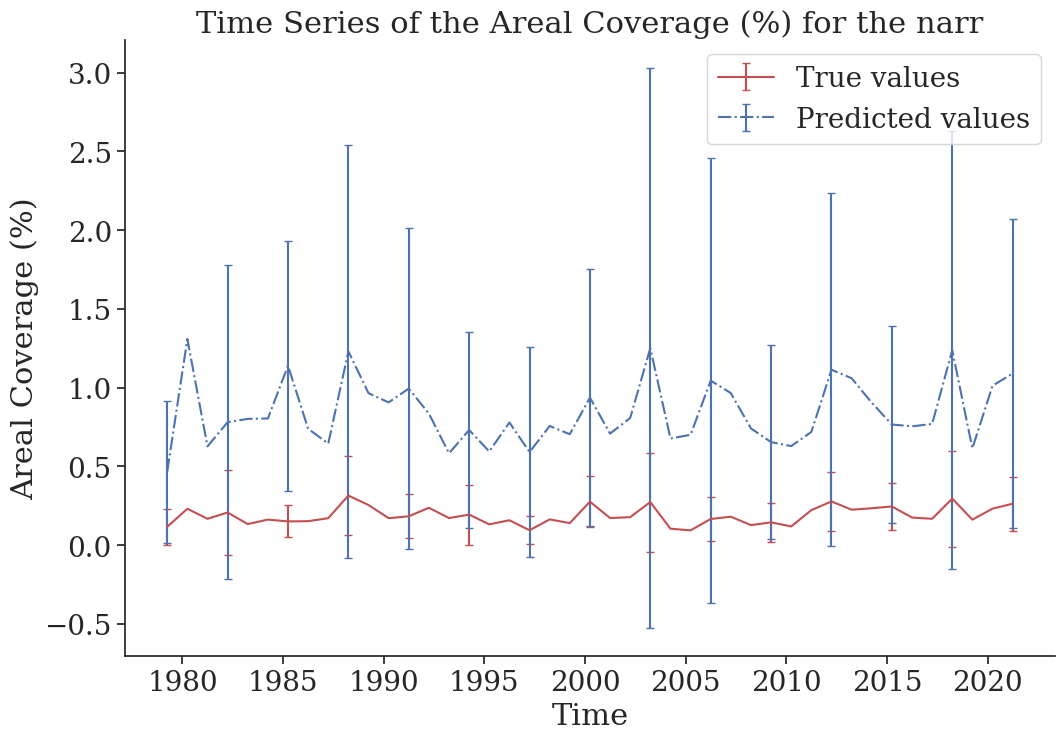 Time Series of the Areal Coverage (%) for the narr
True values
Predicted values
Areal Coverage (%)
3.0
2.5
2.0
1.5
1.0
0.5
0.0
−0.5
1980 1985 1990 1995 2000 2005 2010 2015 2020
Time